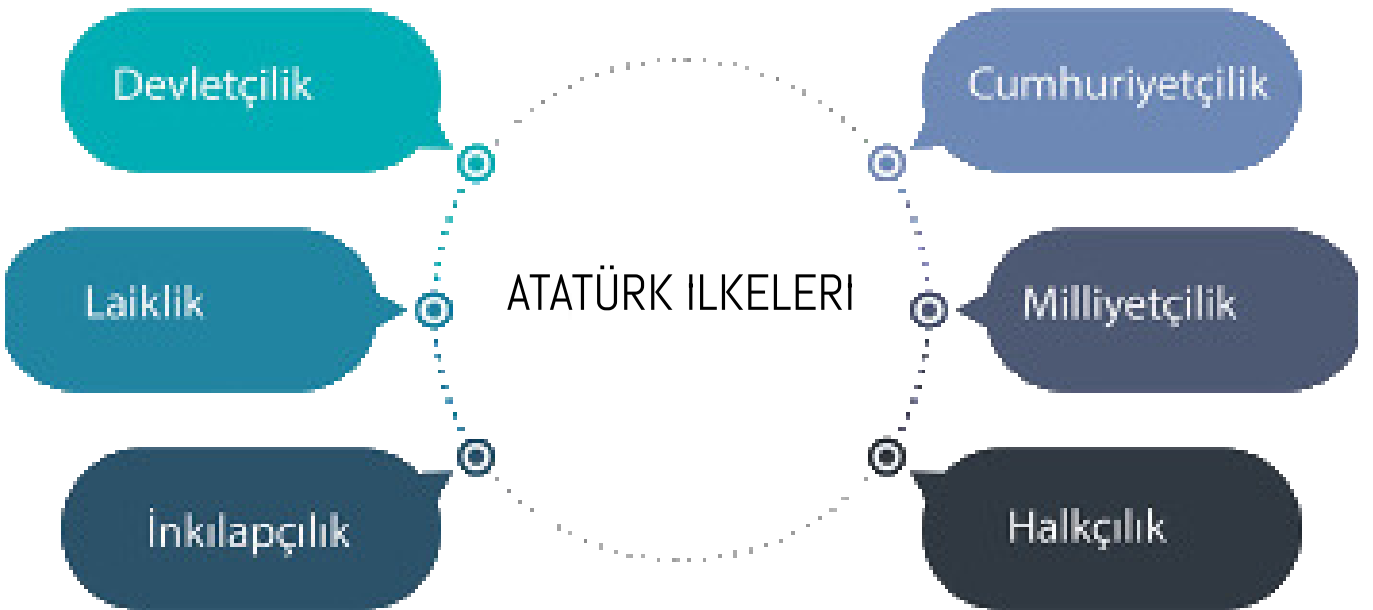 Devletçilik
Cumhuriyetçilik
Laiklik
ATATÜRK ILKELERI
Milliyetçilik
İnkılapçılık
Halkçılık